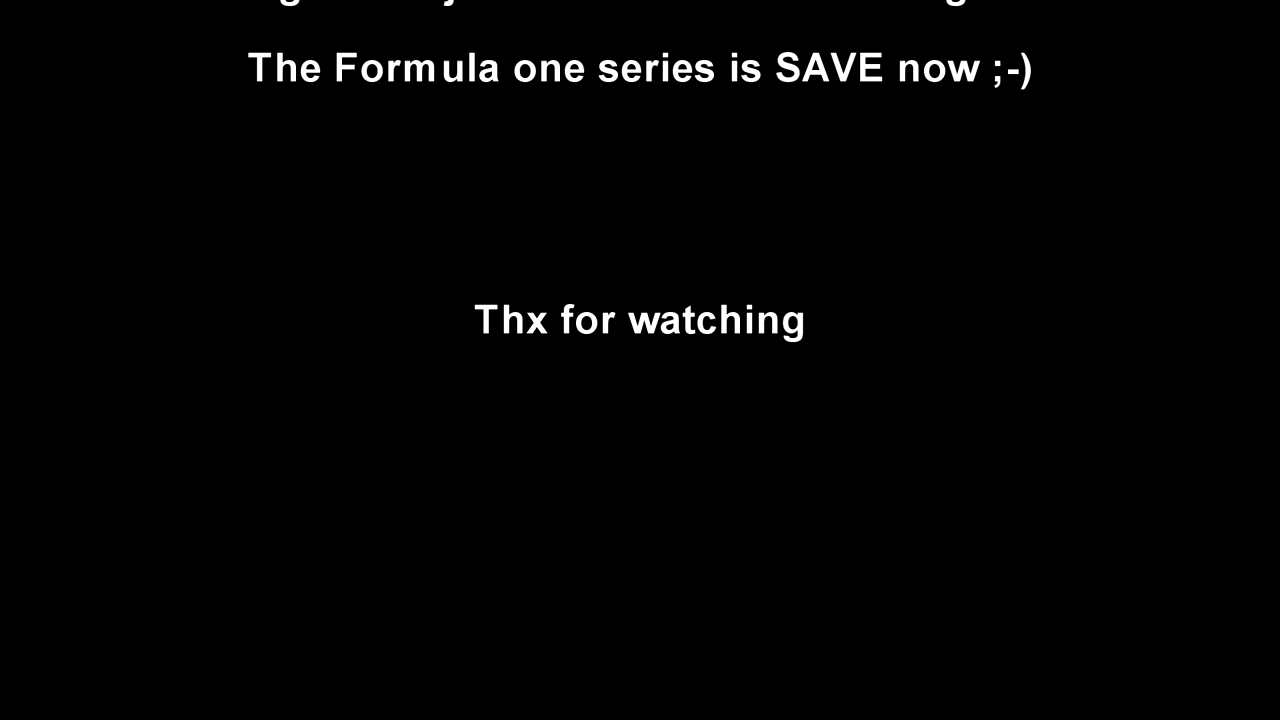 The Formula one series is SAVE now ;-)
Thx for watching